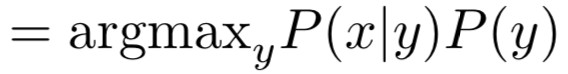 = argmax_y P(x|y)P(y)